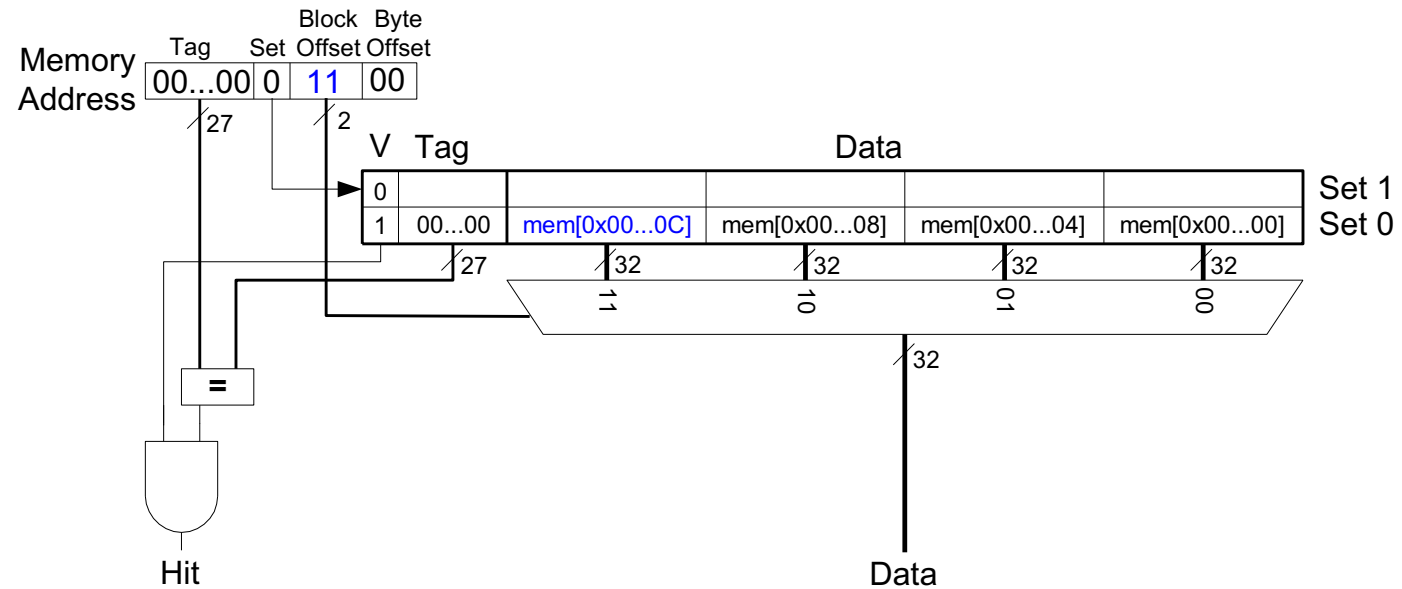 Block Byte
Tag Set Offset Offset
Memory Address
00...00 0 11 00
27 2
V Tag Data
0 Set 1
1 00...00 mem[0x00...0C] mem[0x00...08] mem[0x00...04] mem[0x00...00] Set 0
27 32 32 32 32
11 10 01 00
32
=
Hit Data